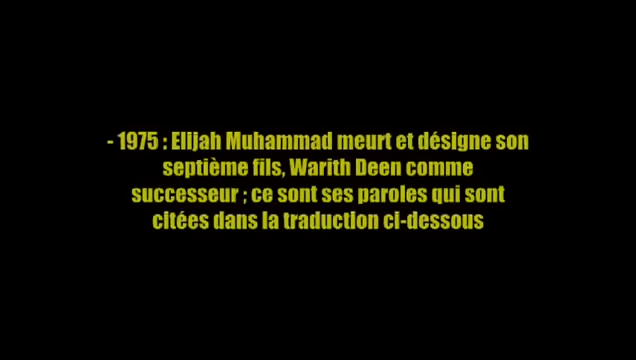 - 1975 : Elijah Muhammad meurt et désigne son
septième fils, Warith Deen comme
successeur ; ce sont ses paroles qui sont
citées dans la traduction ci-dessous